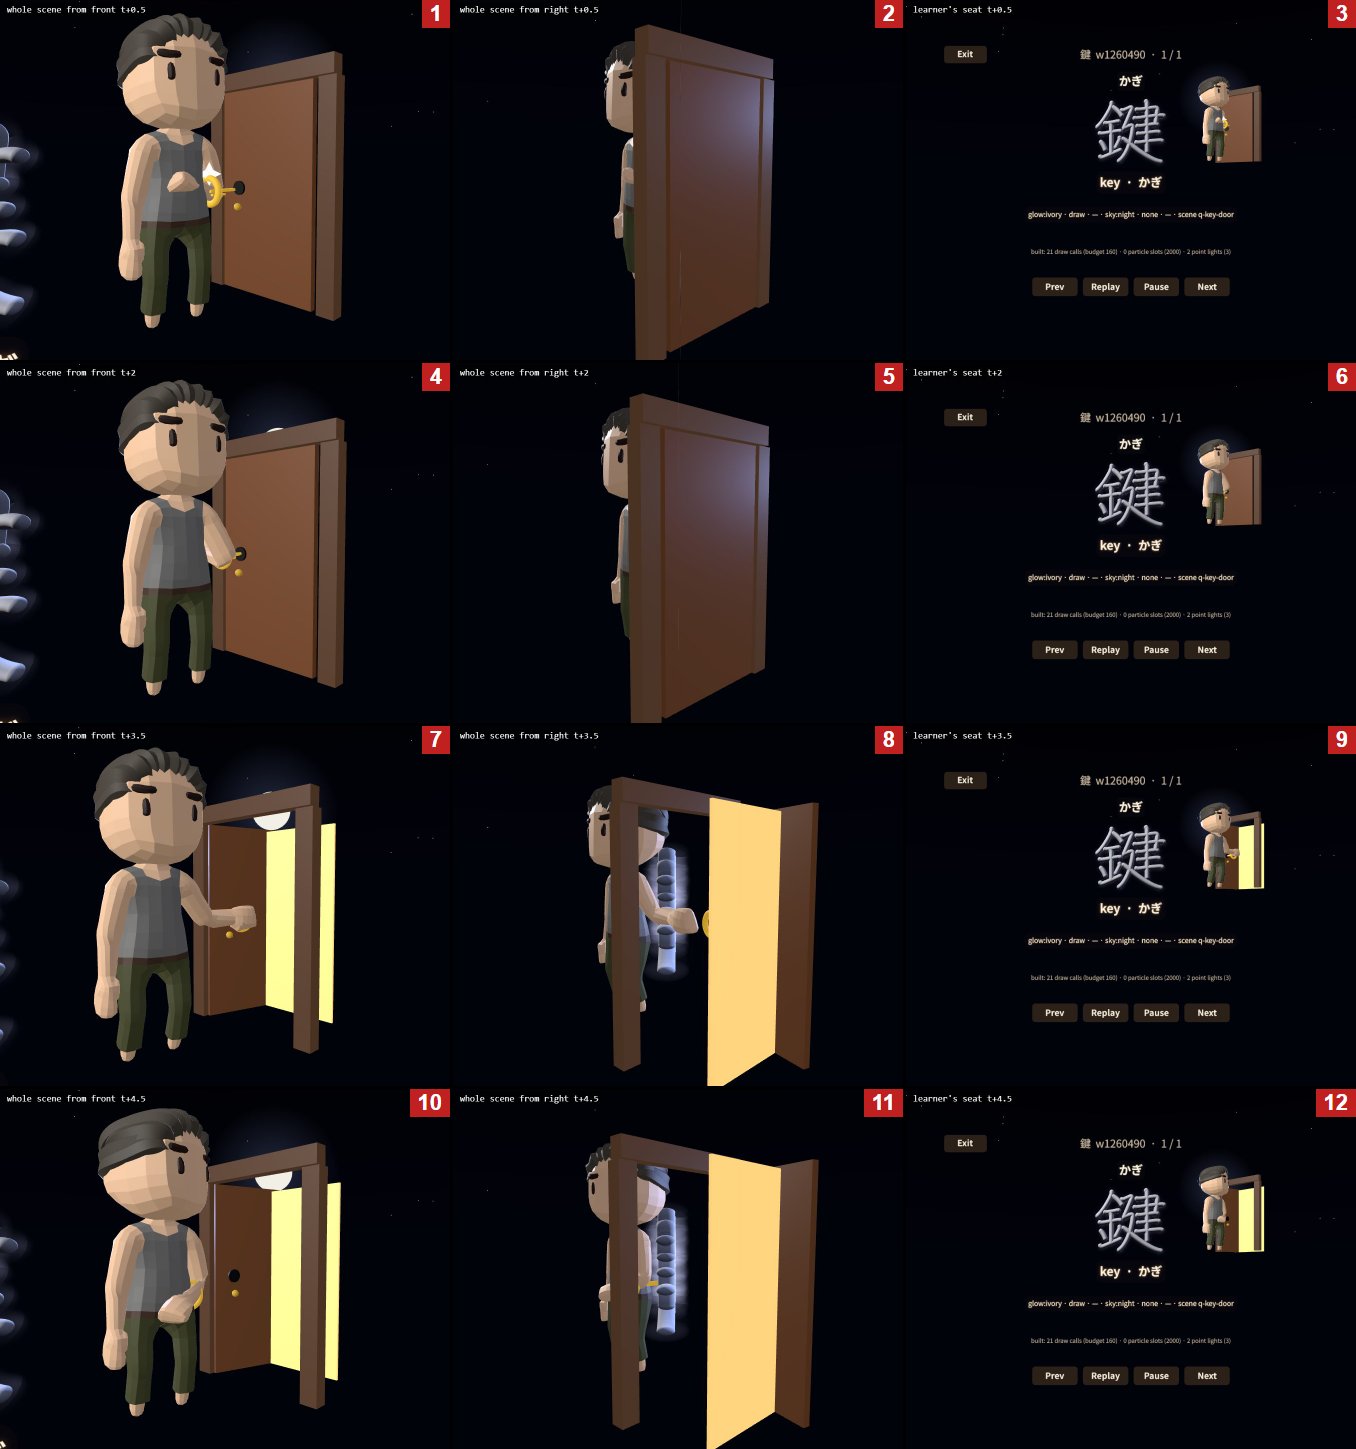 whole scene from front t+0.5
1
whole scene from right t+0.5
2
learner's seat t+0.5
3
Exit
鍵 w1260490 · 1 / 1
かぎ
鍵
key · かぎ
glow:ivory · draw · — · sky:night · none · — · scene q-key-door
built: 21 draw calls (budget 160) · 0 particle slots (2000) · 2 point lights (3)
Prev
Replay
Pause
Next
whole scene from front t+2
4
whole scene from right t+2
5
learner's seat t+2
6
Exit
鍵 w1260490 · 1 / 1
かぎ
鍵
key · かぎ
glow:ivory · draw · — · sky:night · none · — · scene q-key-door
built: 21 draw calls (budget 160) · 0 particle slots (2000) · 2 point lights (3)
Prev
Replay
Pause
Next
whole scene from front t+3.5
7
whole scene from right t+3.5
8
learner's seat t+3.5
9
Exit
鍵 w1260490 · 1 / 1
かぎ
鍵
key · かぎ
glow:ivory · draw · — · sky:night · none · — · scene q-key-door
built: 21 draw calls (budget 160) · 0 particle slots (2000) · 2 point lights (3)
Prev
Replay
Pause
Next
whole scene from front t+4.5
10
whole scene from right t+4.5
11
learner's seat t+4.5
12
Exit
鍵 w1260490 · 1 / 1
かぎ
鍵
key · かぎ
glow:ivory · draw · — · sky:night · none · — · scene q-key-door
built: 21 draw calls (budget 160) · 0 particle slots (2000) · 2 point lights (3)
Prev
Replay
Pause
Next